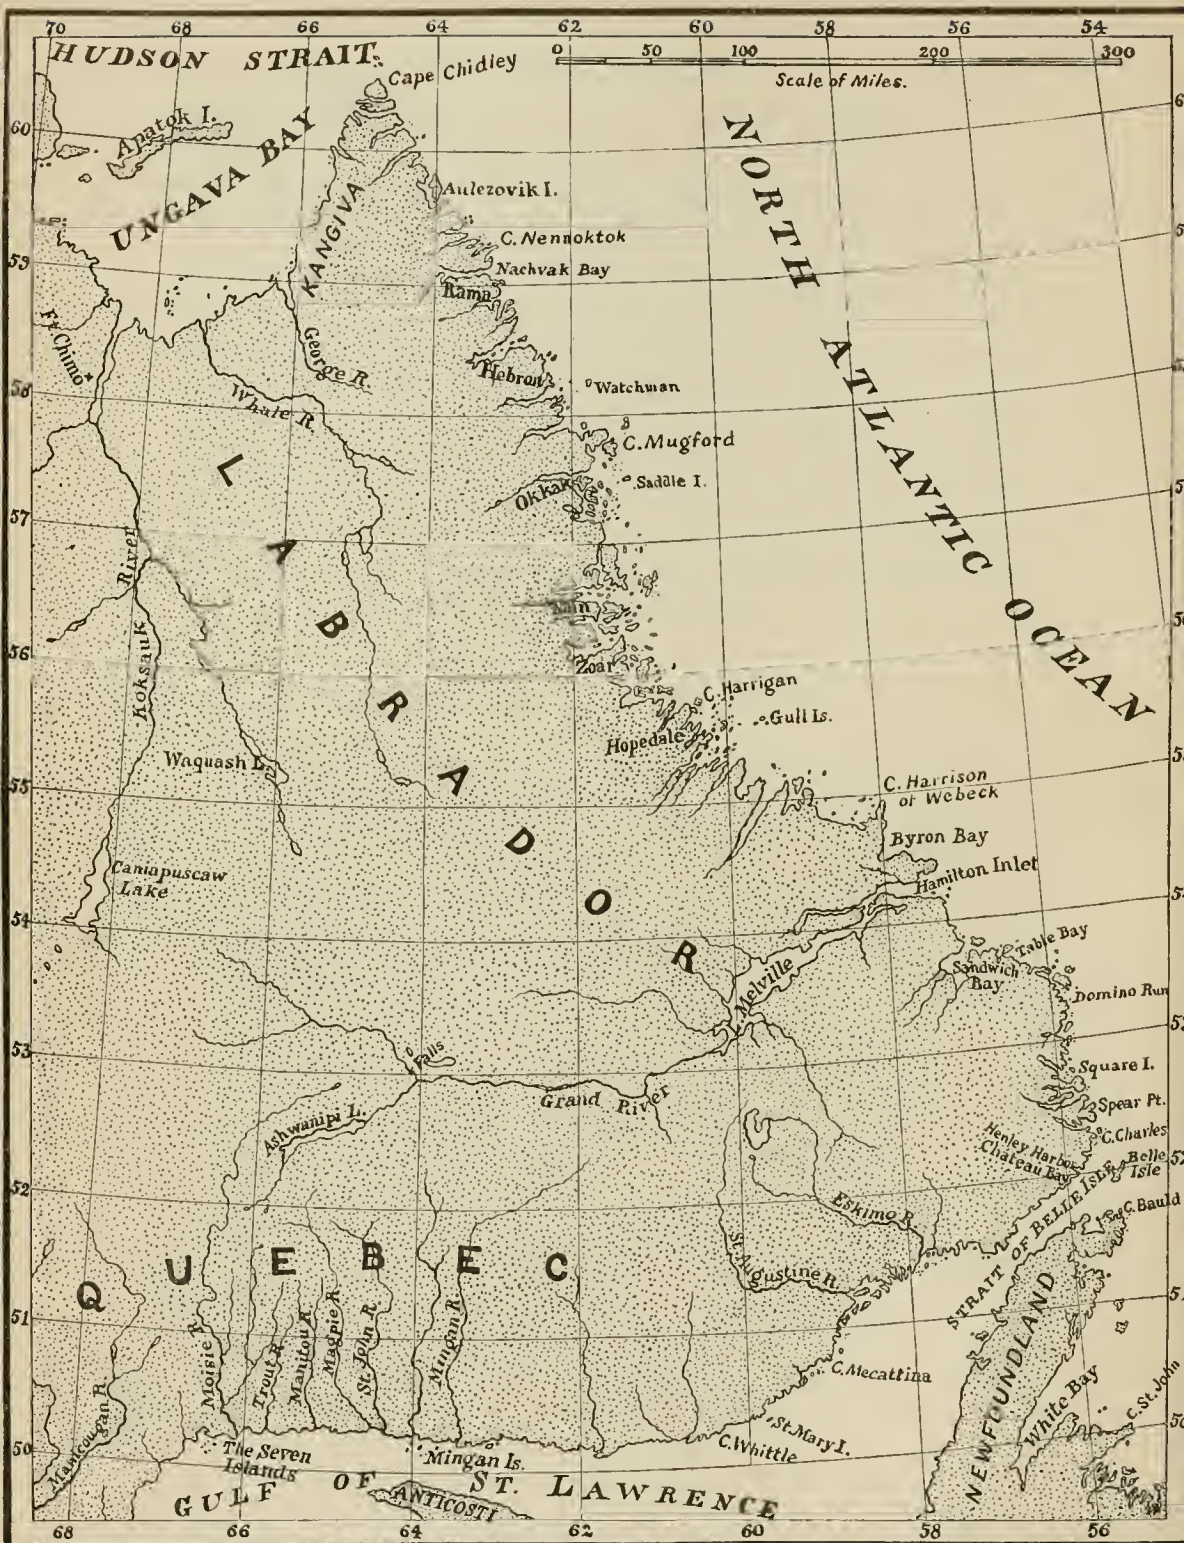 70 68 66 64 62 60 58 56 54
HUDSON STRAIT
0 50 100 200 300
Scale of Miles.
Cape Chidley
60
Apatok I.
UNGAVA BAY
NORTH ATLANTIC OCEAN
KANGIVA
Aulezovik I.
C. Nennoktok
59
Nachvak Bay
Rama
Ft. Chimo
George R.
Hebron
Watchman
58
Whale R.
C. Mugford
LABRADOR
Okkak
Saddle I.
57
River
Nain
56
Zoar
Koksauk
C. Harrigan
Gull Is.
Hopedale
Waquash L.
55
C. Harrison
or Webeck
Byron Bay
Caniapuscaw
Lake
Hamilton Inlet
54
Table Bay
L. Melville
Sandwich
Bay
Domino Run
53
Falls
Square I.
Grand River
Spear Pt.
Ashwanipi L.
C. Charles
Henley Harbor
Chateau Bay
Belle
Isle
52
STRAIT OF BELLE ISLE
C. Bauld
Eskimo R.
QUEBEC
St. Augustine R.
51
NEWFOUNDLAND
Moisie R.
Trout R.
Manitou R.
Magpie R.
St. John R.
Mingan R.
C. Mecattina
White Bay
C. St. John
Manicougan R.
50
The Seven
Islands
Mingan Is.
St. Mary I.
C. Whittle
GULF OF ST. LAWRENCE
ANTICOSTI
68 66 64 62 60 58 56